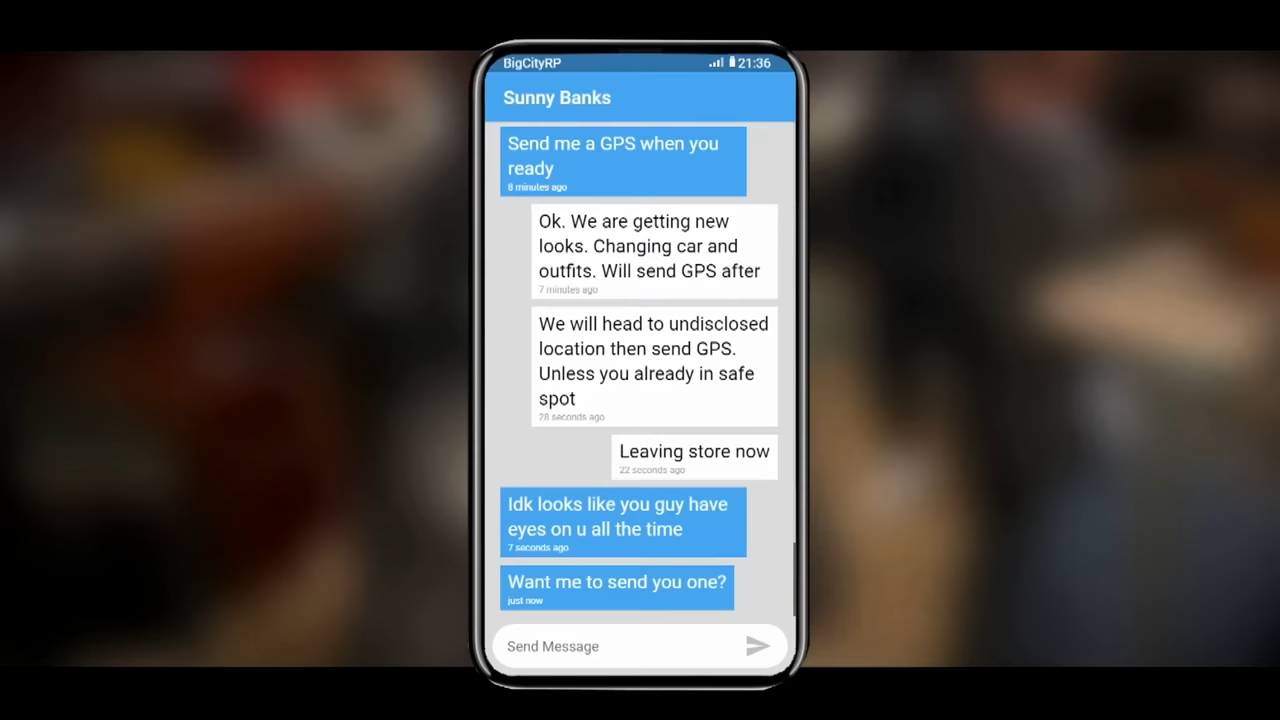 BigCityRP 21:36
Sunny Banks
Send me a GPS when you
ready
8 minutes ago
Ok. We are getting new
looks. Changing car and
outfits. Will send GPS after
7 minutes ago
We will head to undisclosed
location then send GPS.
Unless you already in safe
spot
28 seconds ago
Leaving store now
22 seconds ago
Idk looks like you guy have
eyes on u all the time
7 seconds ago
Want me to send you one?
just now
Send Message